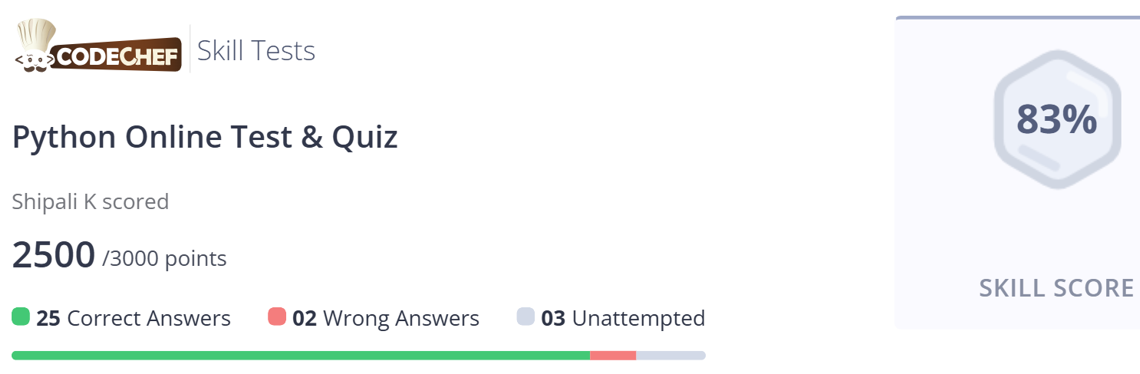 CODECHEF Skill Tests
Python Online Test & Quiz
Shipali K scored
2500 /3000 points
25 Correct Answers 02 Wrong Answers 03 Unattempted
83%
SKILL SCORE